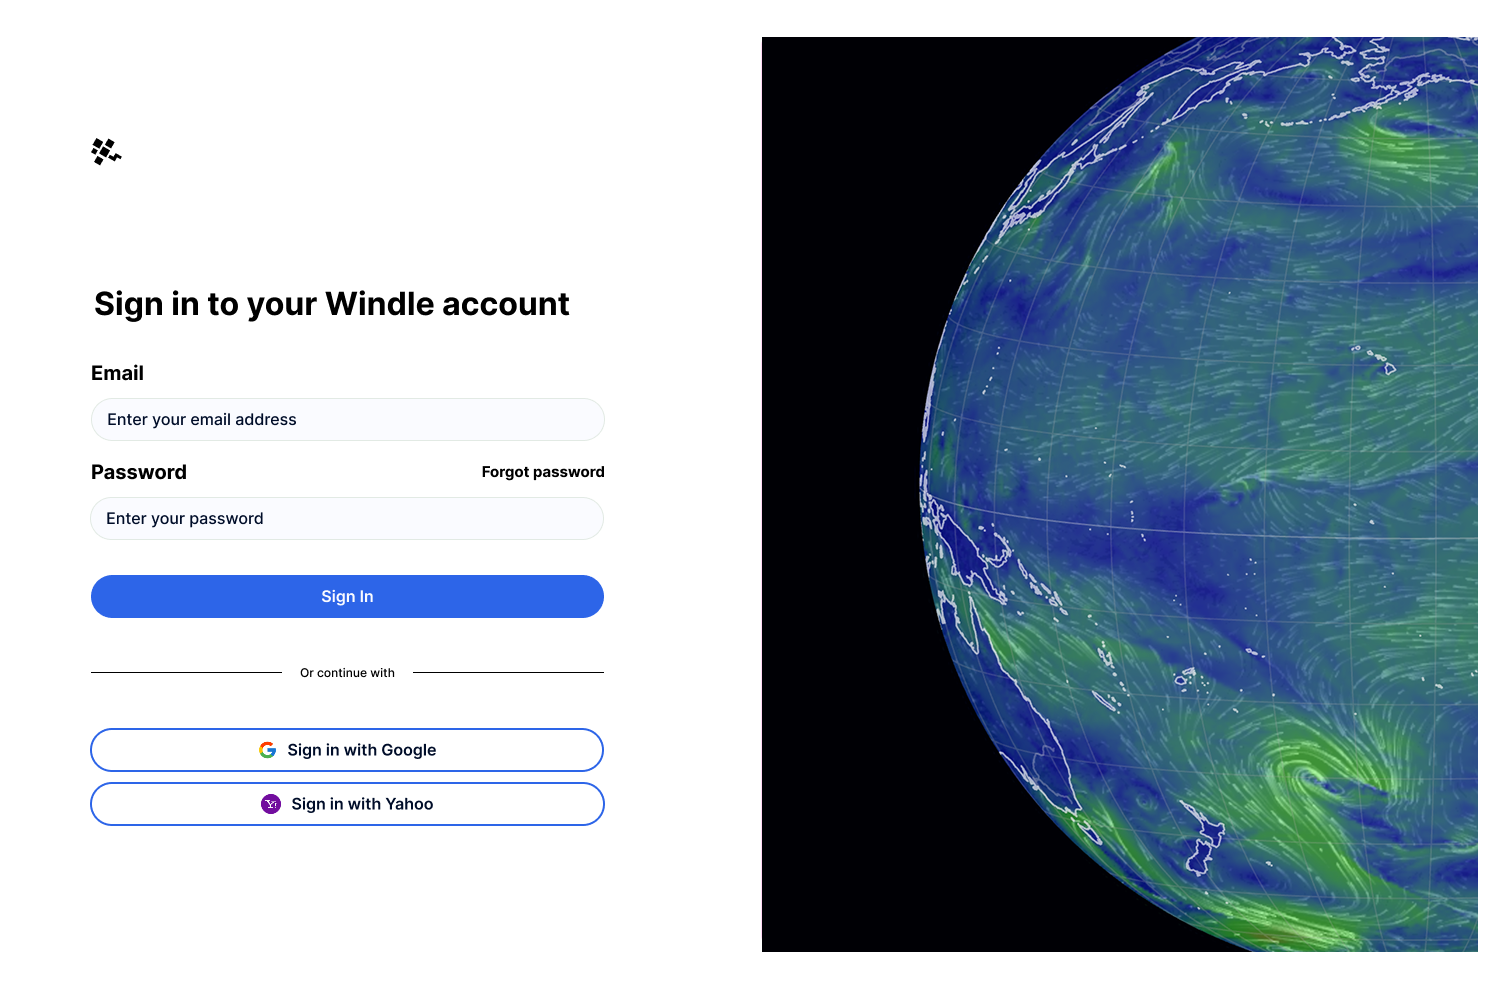 Sign in to your Windle account
Email
Enter your email address
Password
Forgot password
Enter your password
Sign In
Or continue with
Sign in with Google
Sign in with Yahoo